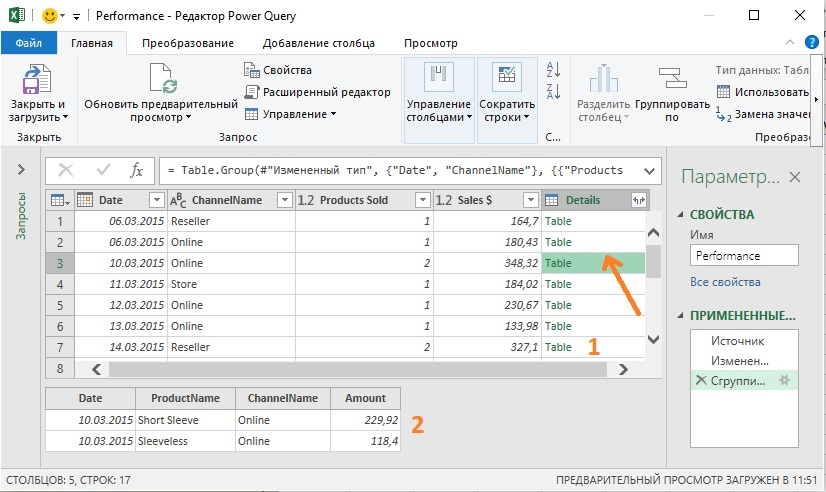 Performance - Редактор Power Query
Файл Главная Преобразование Добавление столбца Просмотр
Закрыть и загрузить
Закрыть
Обновить предварительный просмотр
Свойства
Расширенный редактор
Управление
Запрос
Управление столбцами
Сократить строки
С...
Разделить столбец
Группировать по
Тип данных: Табл
Использовать
Замена значен
Преобраз
Запросы
fx = Table.Group(#"Измененный тип", {"Date", "ChannelName"}, {{"Products
Date ABC ChannelName 1.2 Products Sold 1.2 Sales $ Details
1 06.03.2015 Reseller 1 164,7 Table
2 06.03.2015 Online 1 180,43 Table
3 10.03.2015 Online 2 348,32 Table
4 11.03.2015 Store 1 184,02 Table
5 12.03.2015 Online 1 230,67 Table
6 13.03.2015 Online 1 133,98 Table
7 14.03.2015 Reseller 2 327,1 Table 1
8
Date ProductName ChannelName Amount
10.03.2015 Short Sleeve Online 229,92
10.03.2015 Sleeveless Online 118,4
2
Параметр...
СВОЙСТВА
Имя
Performance
Все свойства
ПРИМЕНЕННЫЕ...
Источник
Изменен...
Сгруппи...
СТОЛБЦОВ: 5, СТРОК: 17 ПРЕДВАРИТЕЛЬНЫЙ ПРОСМОТР ЗАГРУЖЕН В 11:51